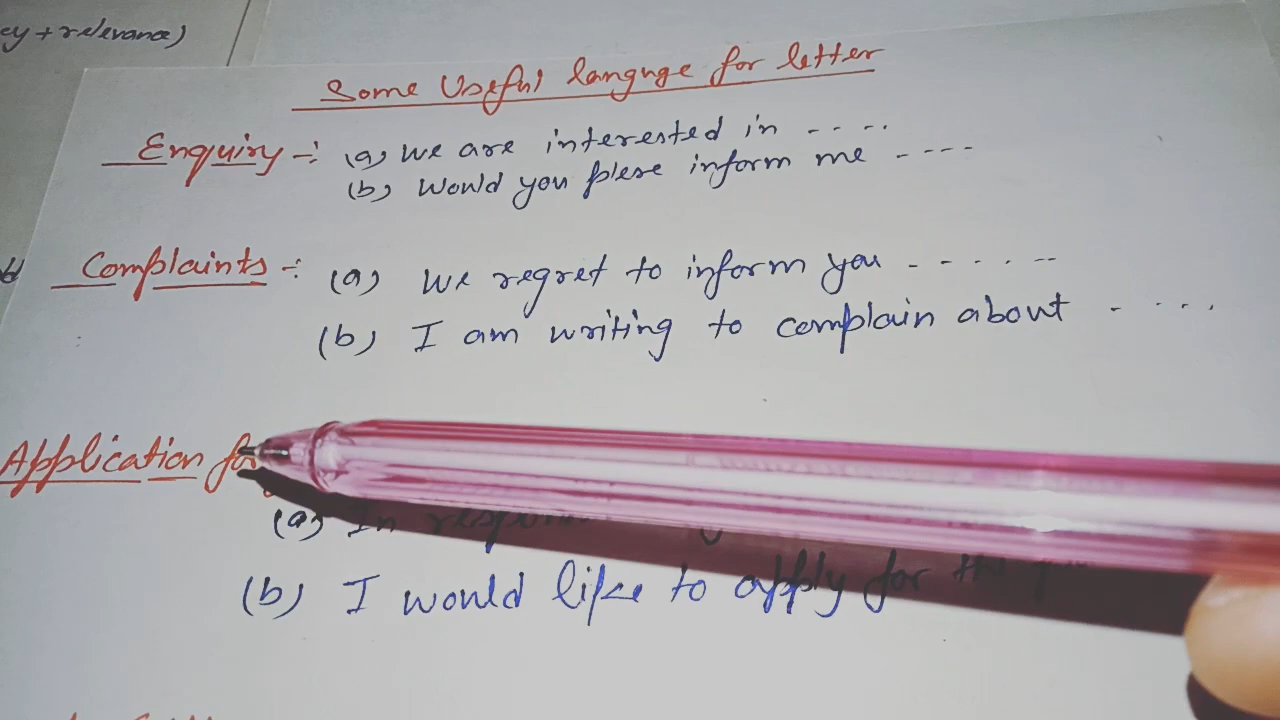 ey + relevance)
Some Useful languge for letter
Enquiry -: (a) We are interested in - - - -.
(b) Would you plese inform me - - - -
Complaints -: (a) We regret to inform you - - - - - -
(b) I am writing to complain about - - - - .
Application for
(a) In
(b) I would like to apply for the